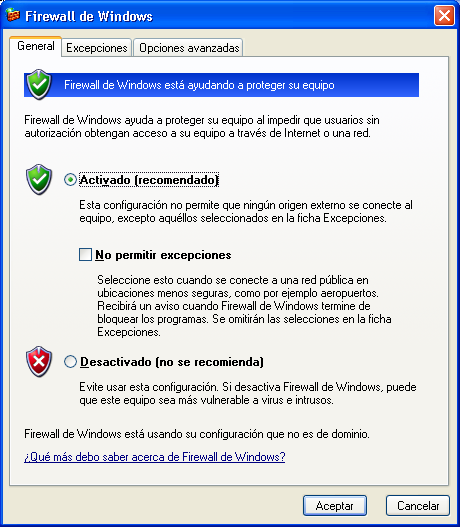 Firewall de Windows
General Excepciones Opciones avanzadas
Firewall de Windows está ayudando a proteger su equipo
Firewall de Windows ayuda a proteger su equipo al impedir que usuarios sin
autorización obtengan acceso a su equipo a través de Internet o una red.
Activado (recomendado)
Esta configuración no permite que ningún origen externo se conecte al
equipo, excepto aquéllos seleccionados en la ficha Excepciones.
No permitir excepciones
Seleccione esto cuando se conecte a una red pública en
ubicaciones menos seguras, como por ejemplo aeropuertos.
Recibirá un aviso cuando Firewall de Windows termine de
bloquear los programas. Se omitirán las selecciones en la ficha
Excepciones.
Desactivado (no se recomienda)
Evite usar esta configuración. Si desactiva Firewall de Windows, puede
que este equipo sea más vulnerable a virus e intrusos.
Firewall de Windows está usando su configuración que no es de dominio.
¿Qué más debo saber acerca de Firewall de Windows?
Aceptar Cancelar